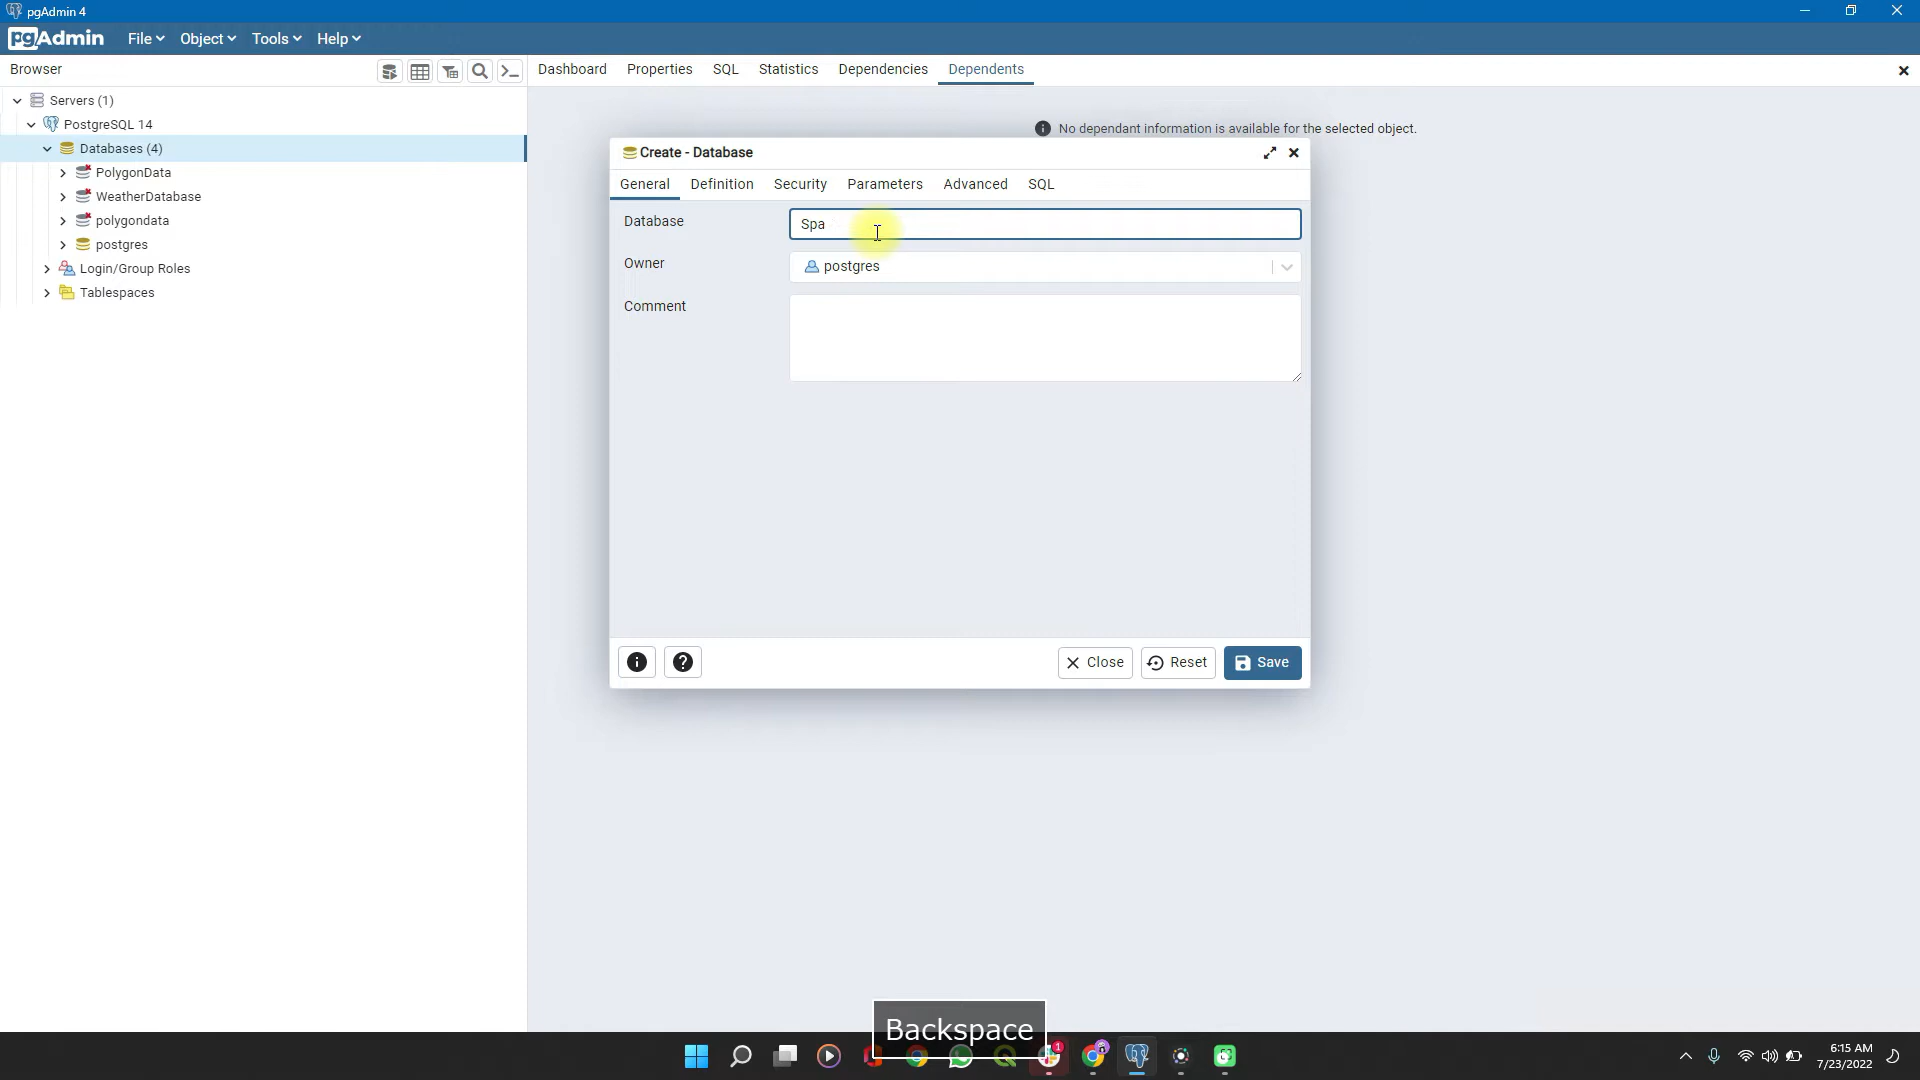 pgAdmin 4
pgAdmin File Object Tools Help
Browser
Dashboard Properties SQL Statistics Dependencies Dependents
Servers (1)
PostgreSQL 14
Databases (4)
PolygonData
WeatherDatabase
polygondata
postgres
Login/Group Roles
Tablespaces
No dependant information is available for the selected object.
Create - Database
General Definition Security Parameters Advanced SQL
Database Spa
Owner postgres
Comment
Close Reset Save
Backspace
1
6:15 AM
7/23/2022